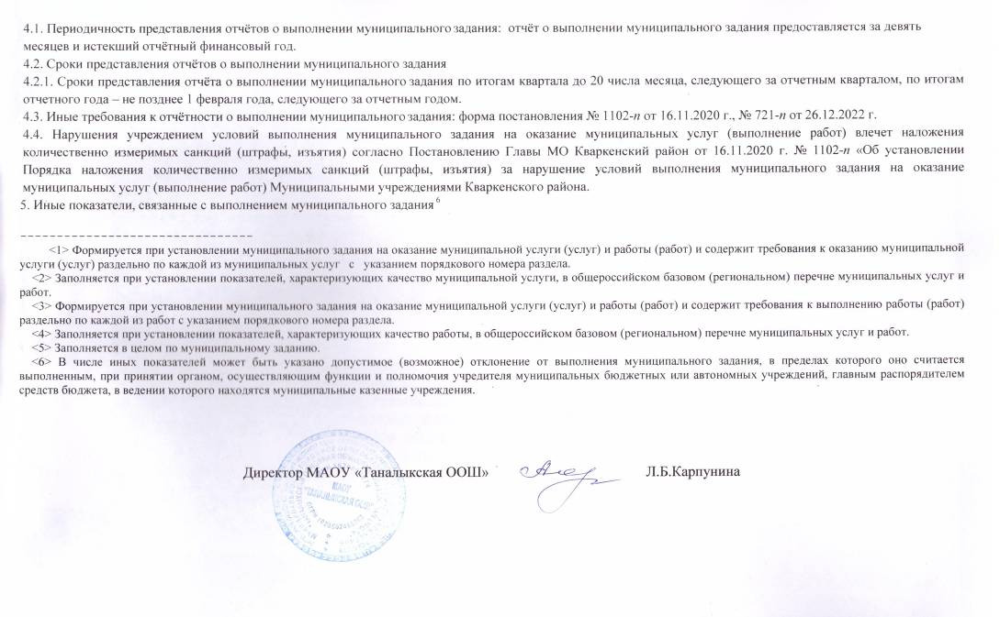 4.1. Периодичность представления отчётов о выполнении муниципального задания: отчёт о выполнении муниципального задания предоставляется за девять
месяцев и истекший отчётный финансовый год.
4.2. Сроки представления отчётов о выполнении муниципального задания
4.2.1. Сроки представления отчёта о выполнении муниципального задания по итогам квартала до 20 числа месяца, следующего за отчетным кварталом, по итогам
отчетного года – не позднее 1 февраля года, следующего за отчетным годом.
4.3. Иные требования к отчётности о выполнении муниципального задания: форма постановления № 1102-п от 16.11.2020 г., № 721-п от 26.12.2022 г.
4.4. Нарушения учреждением условий выполнения муниципального задания на оказание муниципальных услуг (выполнение работ) влечет наложения
количественно измеримых санкций (штрафы, изъятия) согласно Постановлению Главы МО Кваркенский район от 16.11.2020 г. № 1102-п «Об установлении
Порядка наложения количественно измеримых санкций (штрафы, изъятия) за нарушение условий выполнения муниципального задания на оказание
муниципальных услуг (выполнение работ) Муниципальными учреждениями Кваркенского района.
5. Иные показатели, связанные с выполнением муниципального задания 6
--------------------------------
<1> Формируется при установлении муниципального задания на оказание муниципальной услуги (услуг) и работы (работ) и содержит требования к оказанию муниципальной
услуги (услуг) раздельно по каждой из муниципальных услуг с указанием порядкового номера раздела.
<2> Заполняется при установлении показателей, характеризующих качество муниципальной услуги, в общероссийском базовом (региональном) перечне муниципальных услуг и
работ.
<3> Формируется при установлении муниципального задания на оказание муниципальной услуги (услуг) и работы (работ) и содержит требования к выполнению работы (работ)
раздельно по каждой из работ с указанием порядкового номера раздела.
<4> Заполняется при установлении показателей, характеризующих качество работы, в общероссийском базовом (региональном) перечне муниципальных услуг и работ.
<5> Заполняется в целом по муниципальному заданию.
<6> В числе иных показателей может быть указано допустимое (возможное) отклонение от выполнения муниципального задания, в пределах которого оно считается
выполненным, при принятии органом, осуществляющим функции и полномочия учредителя муниципальных бюджетных или автономных учреждений, главным распорядителем
средств бюджета, в ведении которого находятся муниципальные казенные учреждения.
Директор МАОУ «Таналыкская ООШ» Л.Б.Карпунина
МАОУ
"ТАНАЛЫКСКАЯ ООШ"